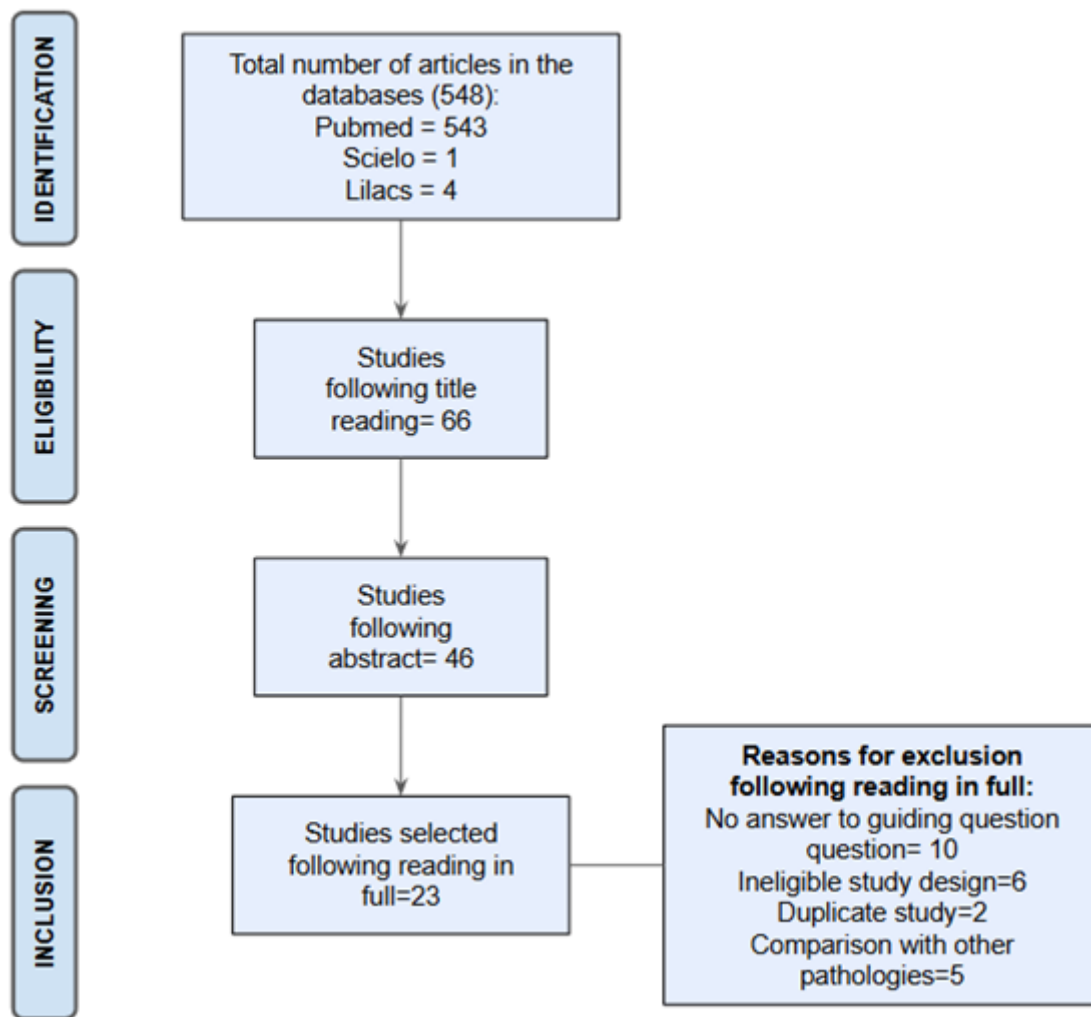 IDENTIFICATION
Total number of articles in the
databases (548):
Pubmed = 543
Scielo = 1
Lilacs = 4
ELIGIBILITY
Studies
following title
reading= 66
SCREENING
Studies
following
abstract= 46
INCLUSION
Studies selected
following reading in
full=23
Reasons for exclusion
following reading in full:
No answer to guiding question
question= 10
Ineligible study design=6
Duplicate study=2
Comparison with other
pathologies=5